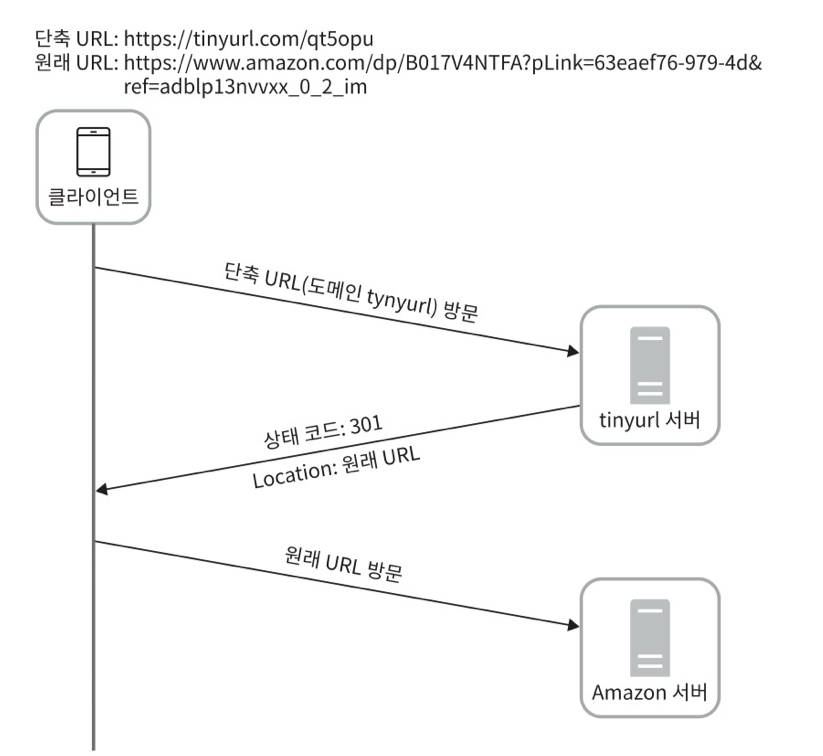 단축 URL: https://tinyurl.com/qt5opu
원래 URL: https://www.amazon.com/dp/B017V4NTFA?pLink=63eaef76-979-4d&
ref=adblp13nvvxx_0_2_im
클라이언트
단축 URL(도메인 tynyurl) 방문
tinyurl 서버
상태 코드: 301
Location: 원래 URL
원래 URL 방문
Amazon 서버